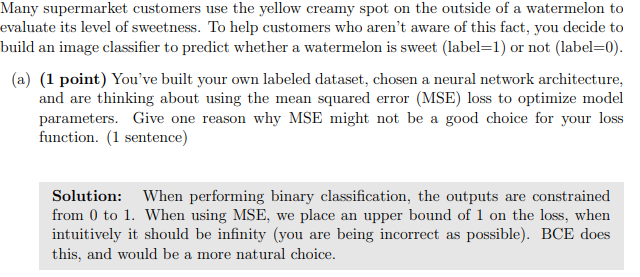 Many supermarket customers use the yellow creamy spot on the outside of a watermelon to
evaluate its level of sweetness. To help customers who aren't aware of this fact, you decide to
build an image classifier to predict whether a watermelon is sweet (label=1) or not (label=0).
(a) (1 point) You've built your own labeled dataset, chosen a neural network architecture,
and are thinking about using the mean squared error (MSE) loss to optimize model
parameters. Give one reason why MSE might not be a good choice for your loss
function. (1 sentence)
Solution: When performing binary classification, the outputs are constrained
from 0 to 1. When using MSE, we place an upper bound of 1 on the loss, when
intuitively it should be infinity (you are being incorrect as possible). BCE does
this, and would be a more natural choice.